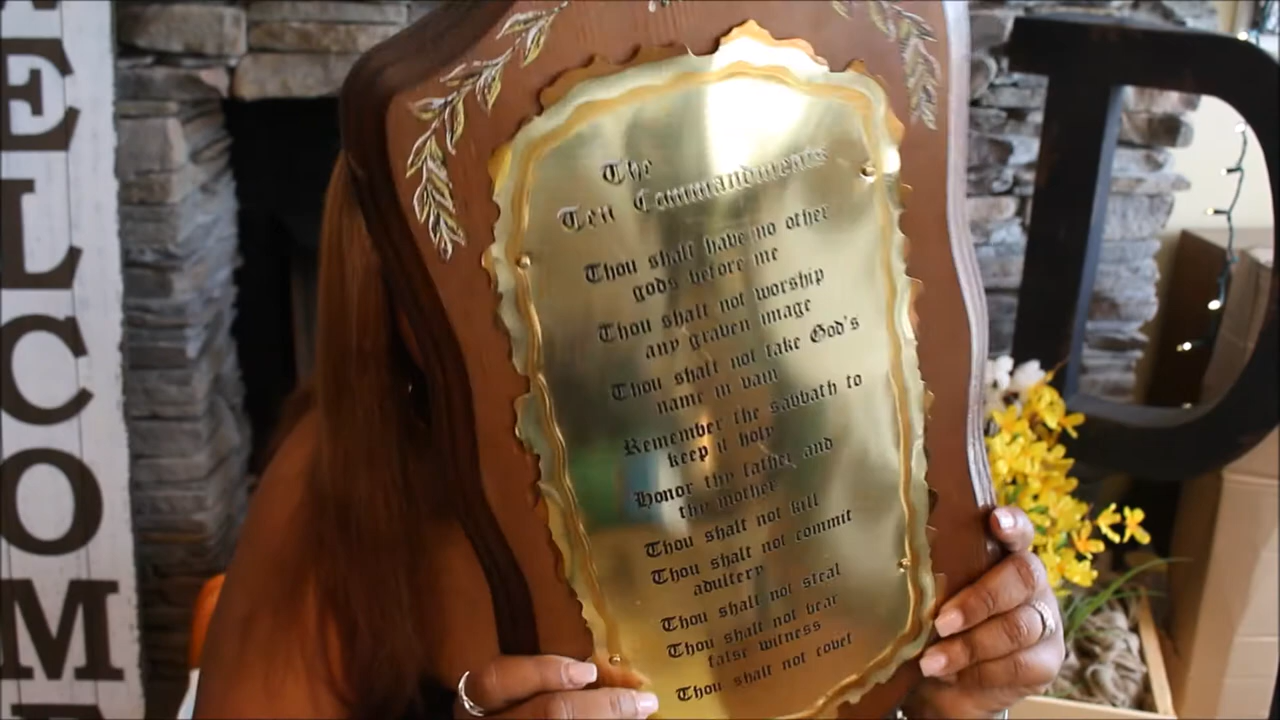 ELCOM
D
The
Ten Commandments
Thou shalt have no other
gods before me
Thou shalt not worship
any graven image
Thou shalt not take God's
name in vain
Remember the sabbath to
keep it holy
Honor thy father and
thy mother
Thou shalt not kill
Thou shalt not commit
adultery
Thou shalt not steal
Thou shalt not bear
false witness
Thou shalt not covet